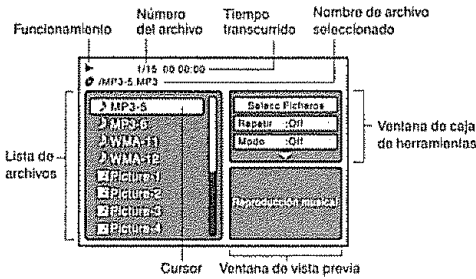 Funcionamiento
Número
del archivo
Tiempo
transcurrido
Nombre de archivo
seleccionado
1/15 00:00:00
/MP3-5.MP3
MP3-5
MP3-6
WMA-11
WMA-12
Picture-1
Picture-2
Picture-3
Picture-4
Selecc Ficheros
Repetir :Off
Modo :Off
Reproducción musical
Lista de
archivos
Ventana de caja
de herramientas
Cursor
Ventana de vista previa